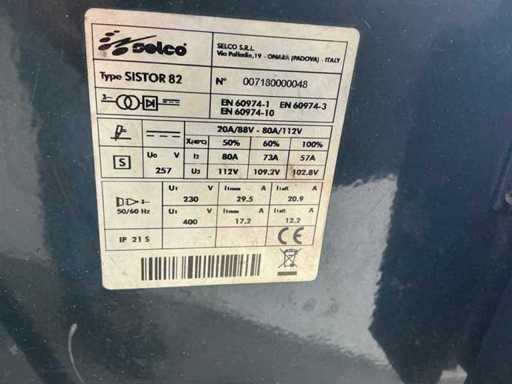 selco
SELCO S.R.L.
Via Palladio,19 - ONARA (PADOVA) - ITALY
Type SISTOR 82
N° 007180000048
EN 60974-1 EN 60974-3
EN 60974-10
20A/88V - 80A/112V
X(40°C) 50% 60% 100%
S U0 V I2 80A 73A 57A
257 U2 112V 109.2V 102.8V
3~ 50/60 Hz
U1 V I1max A I1eff A
230 29.5 20.9
U1 V I1max A I1eff A
400 17.2 12.2
IP 21 S
CE